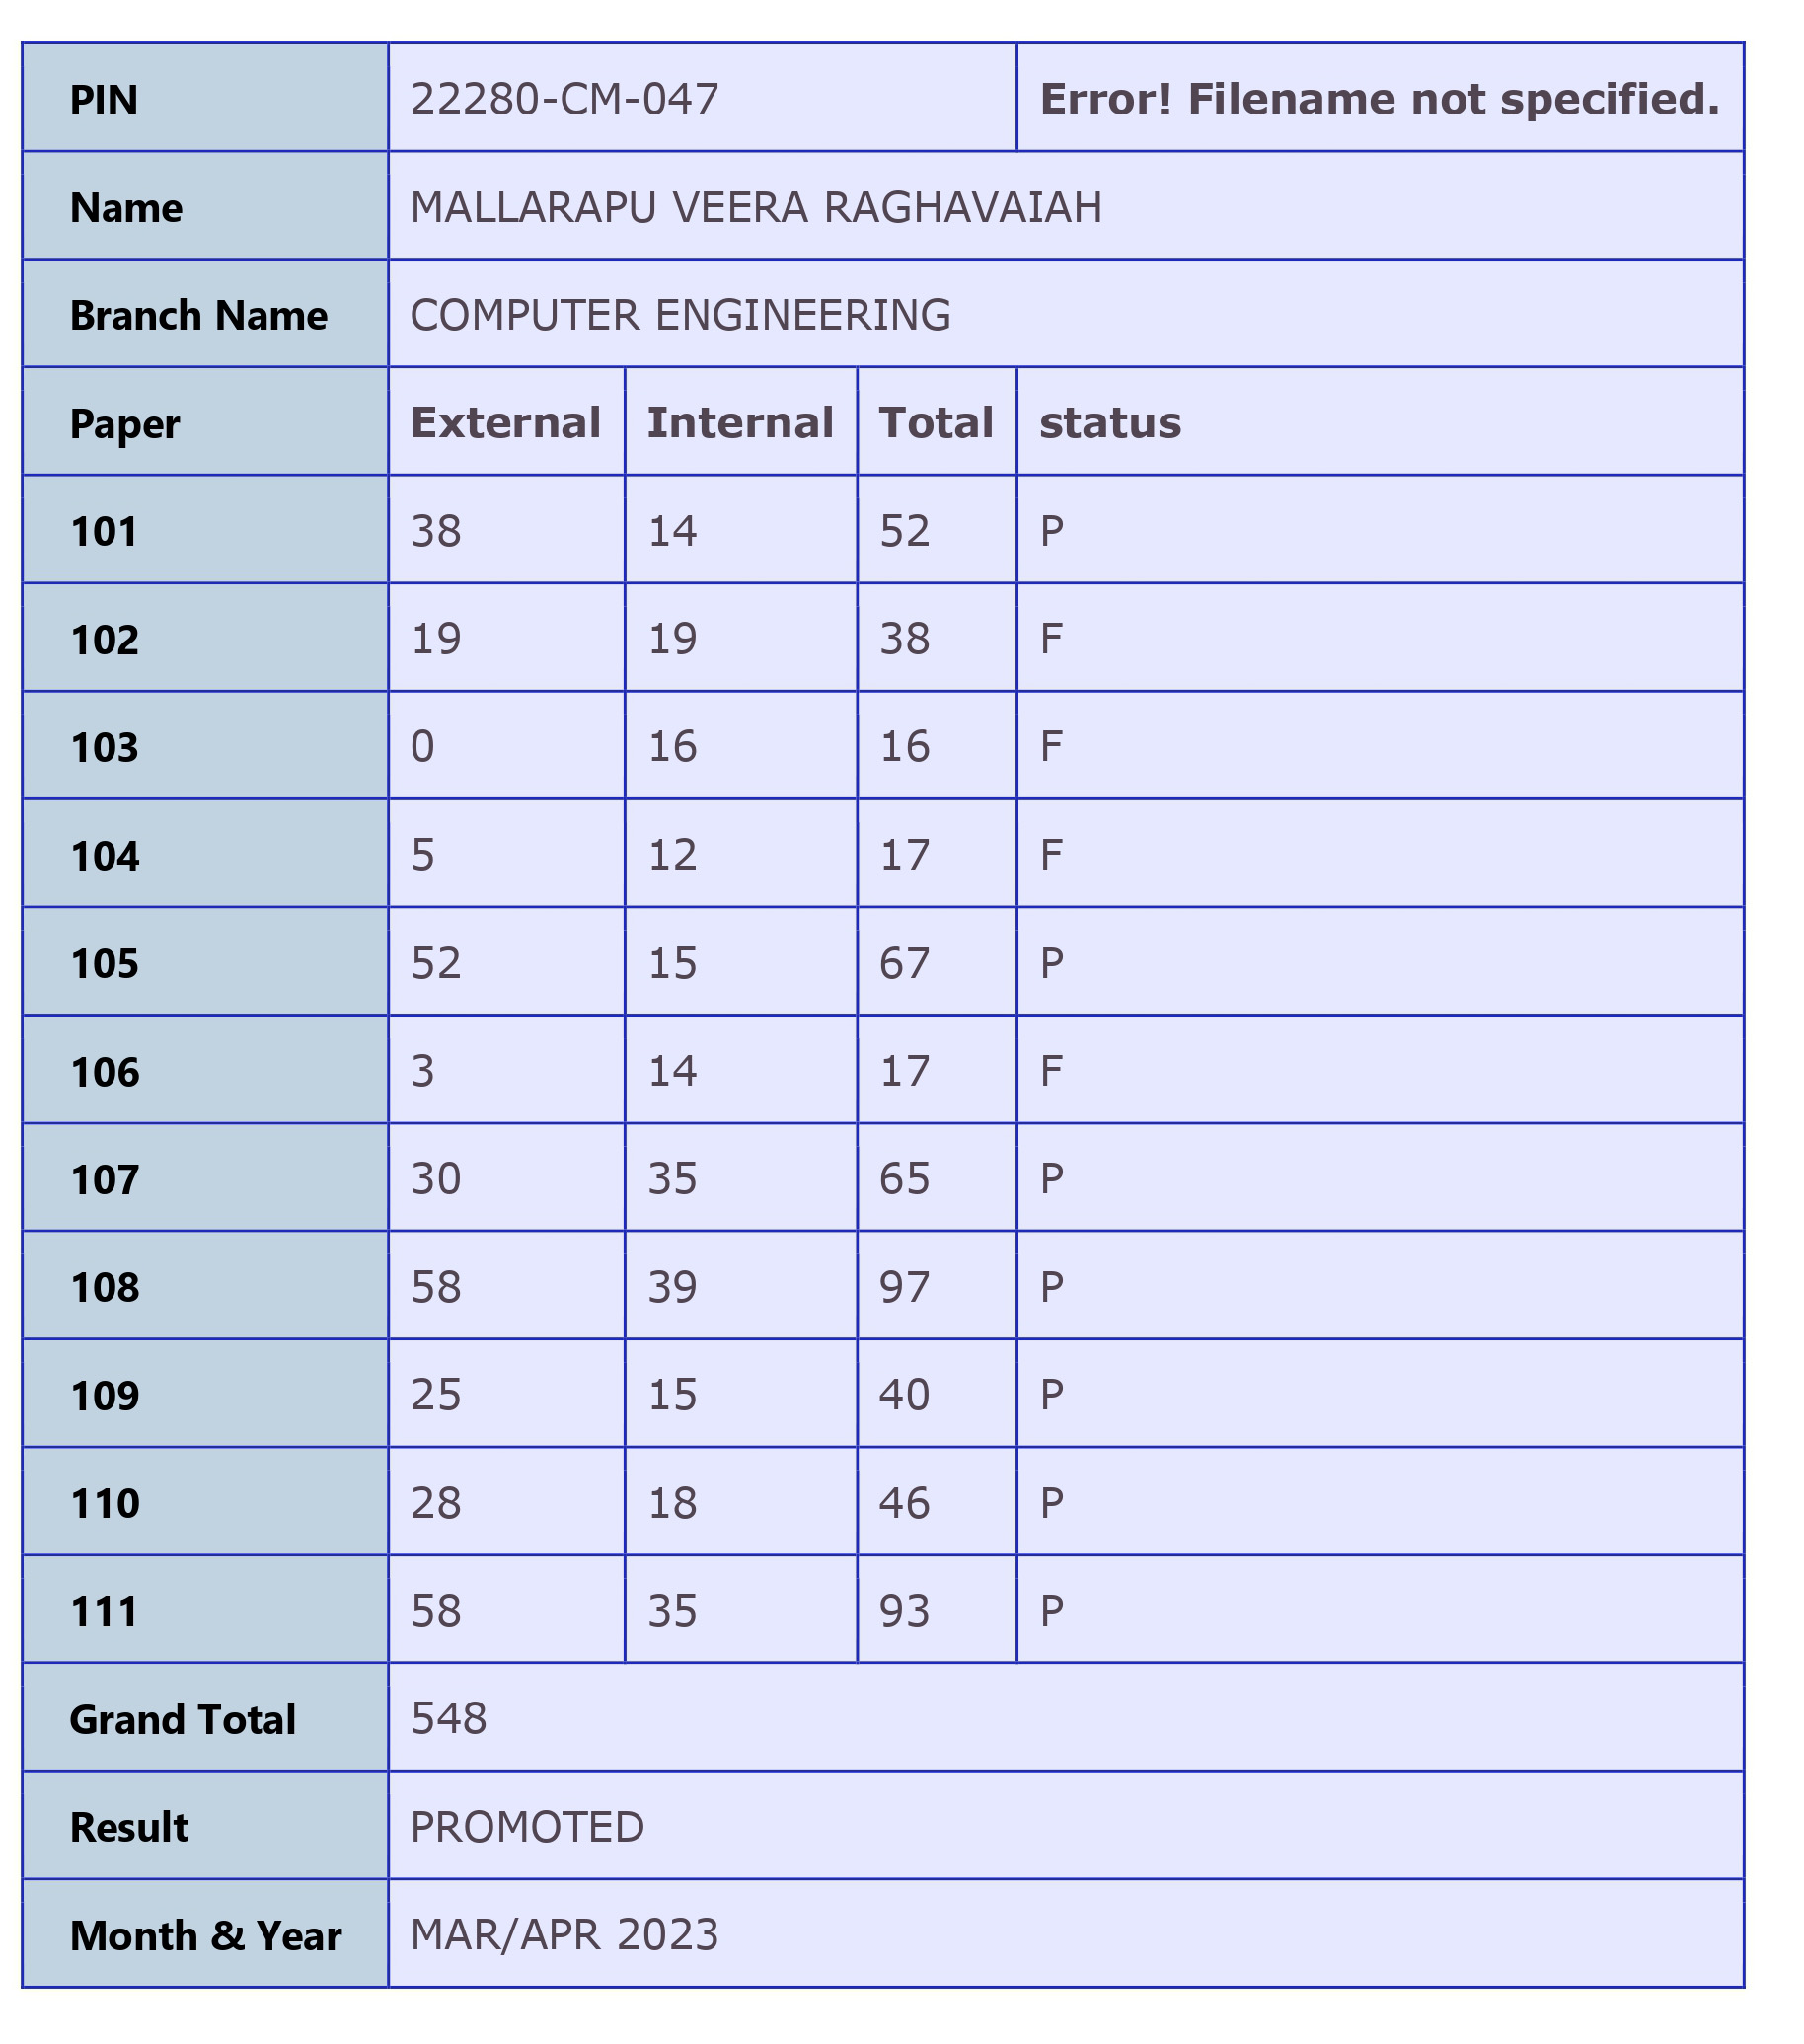 PIN 22280-CM-047 Error! Filename not specified.
Name MALLARAPU VEERA RAGHAVAIAH
Branch Name COMPUTER ENGINEERING
Paper External Internal Total status
101 38 14 52 P
102 19 19 38 F
103 0 16 16 F
104 5 12 17 F
105 52 15 67 P
106 3 14 17 F
107 30 35 65 P
108 58 39 97 P
109 25 15 40 P
110 28 18 46 P
111 58 35 93 P
Grand Total 548
Result PROMOTED
Month & Year MAR/APR 2023